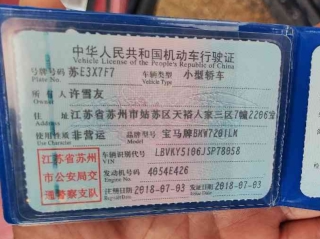 中华人民共和国机动车行驶证
Vehicle License of the People's Republic of China
号牌号码 苏E3X7F7 车辆类型 小型轿车
Plate No. Vehicle Type
所有人 许雪友
Owner
住址 江苏省苏州市姑苏区天裕人家三区7幢2206室
Address
使用性质 非营运 品牌型号 宝马牌BMW7201LM
Use Character Model
江苏省苏州
市公安局交
通警察支队
车辆识别代号 LBVKY5106JSP78058
VIN
发动机号码 4054E426
Engine No.
注册日期 2018-07-03 发证日期 2018-07-03